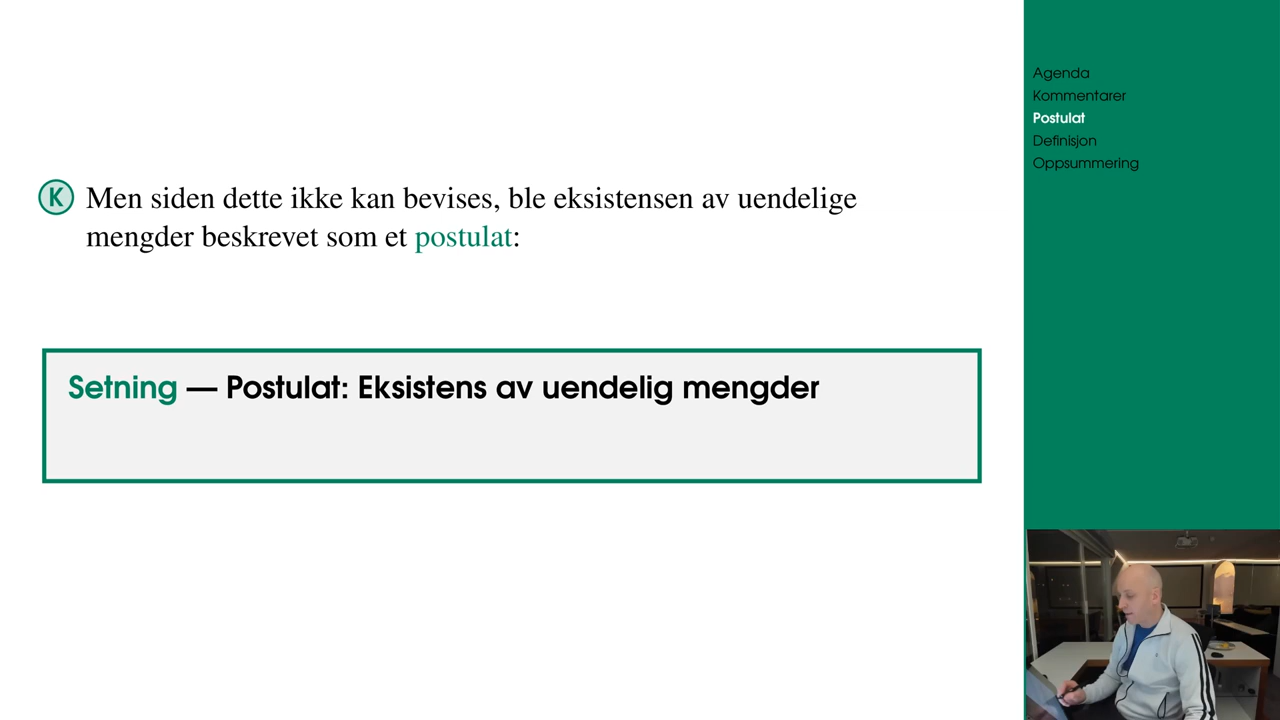 K Men siden dette ikke kan bevises, ble eksistensen av uendelige
mengder beskrevet som et postulat:
Setning — Postulat: Eksistens av uendelig mengder
Agenda
Kommentarer
Postulat
Definisjon
Oppsummering